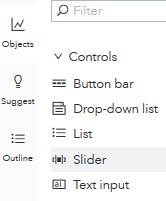 Objects
Suggest
Outline
Filter
Controls
Button bar
Drop-down list
List
Slider
Text input